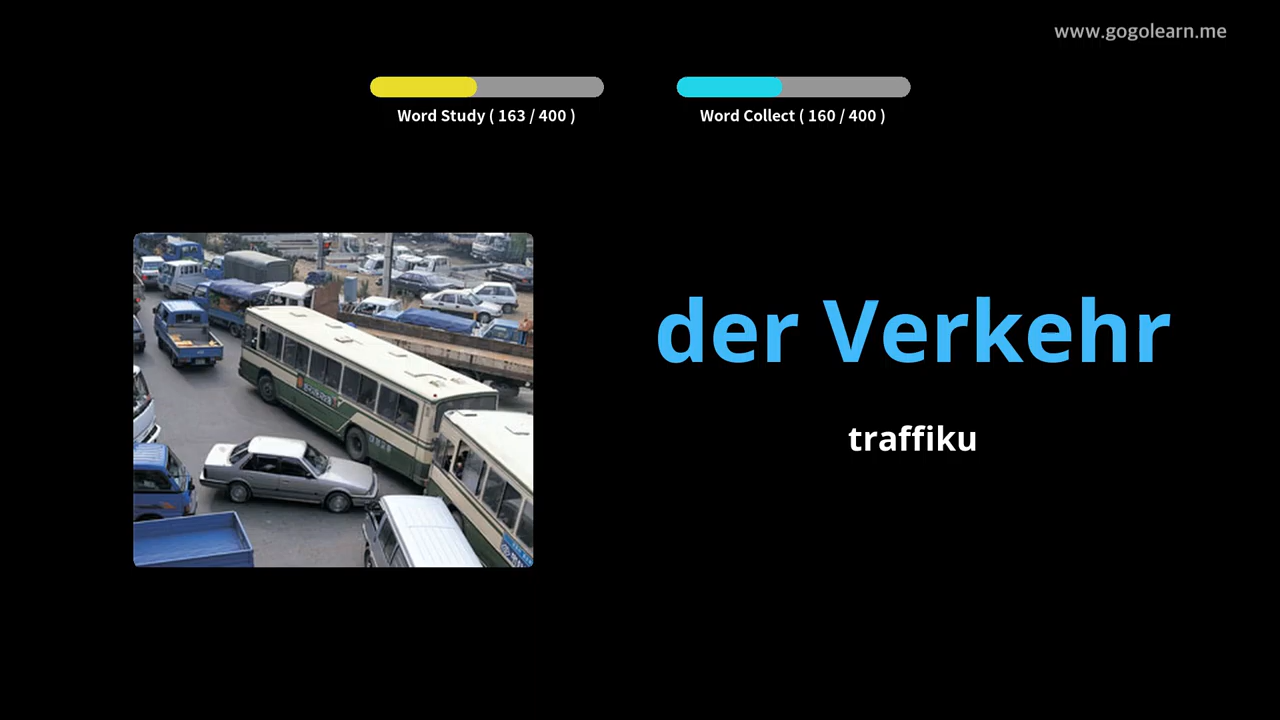 www.gogolearn.me
Word Study ( 163 / 400 )
Word Collect ( 160 / 400 )
der Verkehr
traffiku